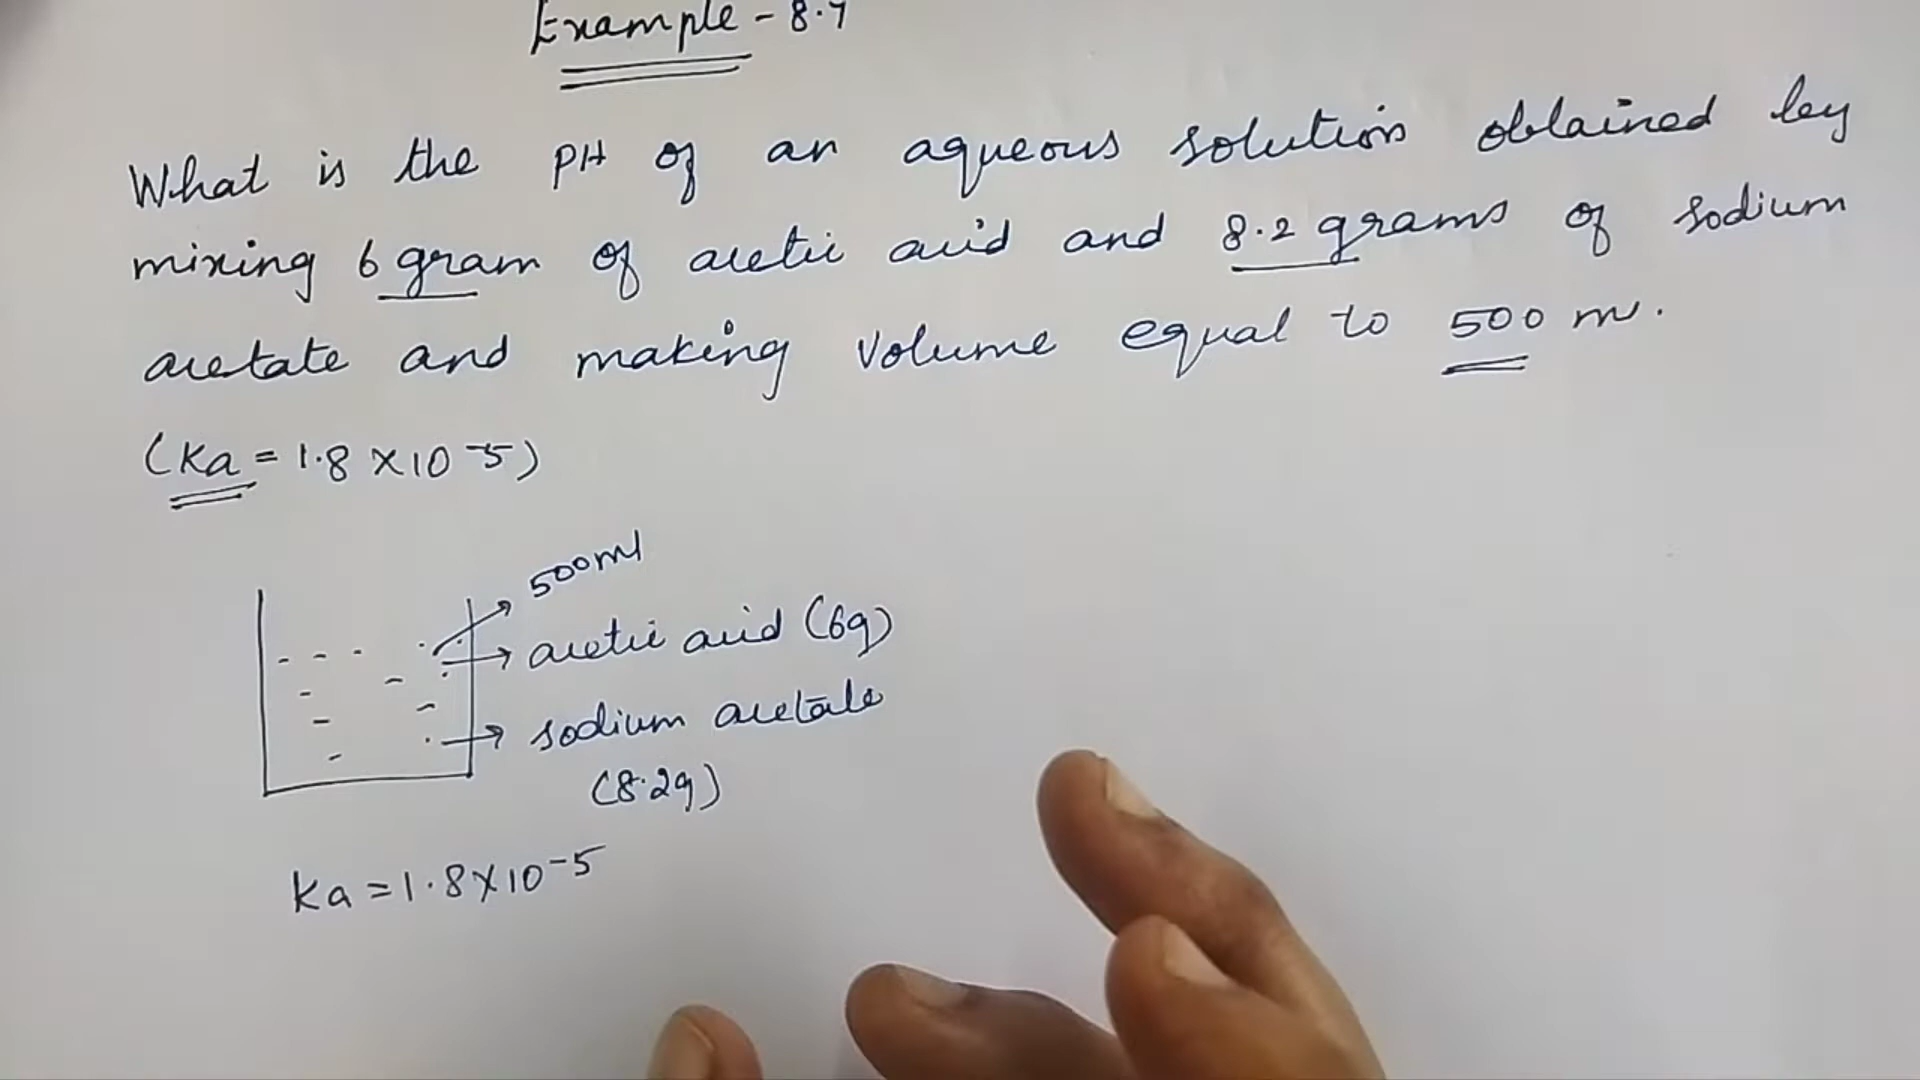 Example - 8.7
What is the PH of an aqueous solution obtained by
mixing 6 gram of acetic acid and 8.2 grams of sodium
acetate and making volume equal to 500 ml.
(Ka = 1.8 × 10 -5)
500ml
acetic acid (6g)
sodium acetate
(8.2g)
Ka = 1.8×10⁻⁵